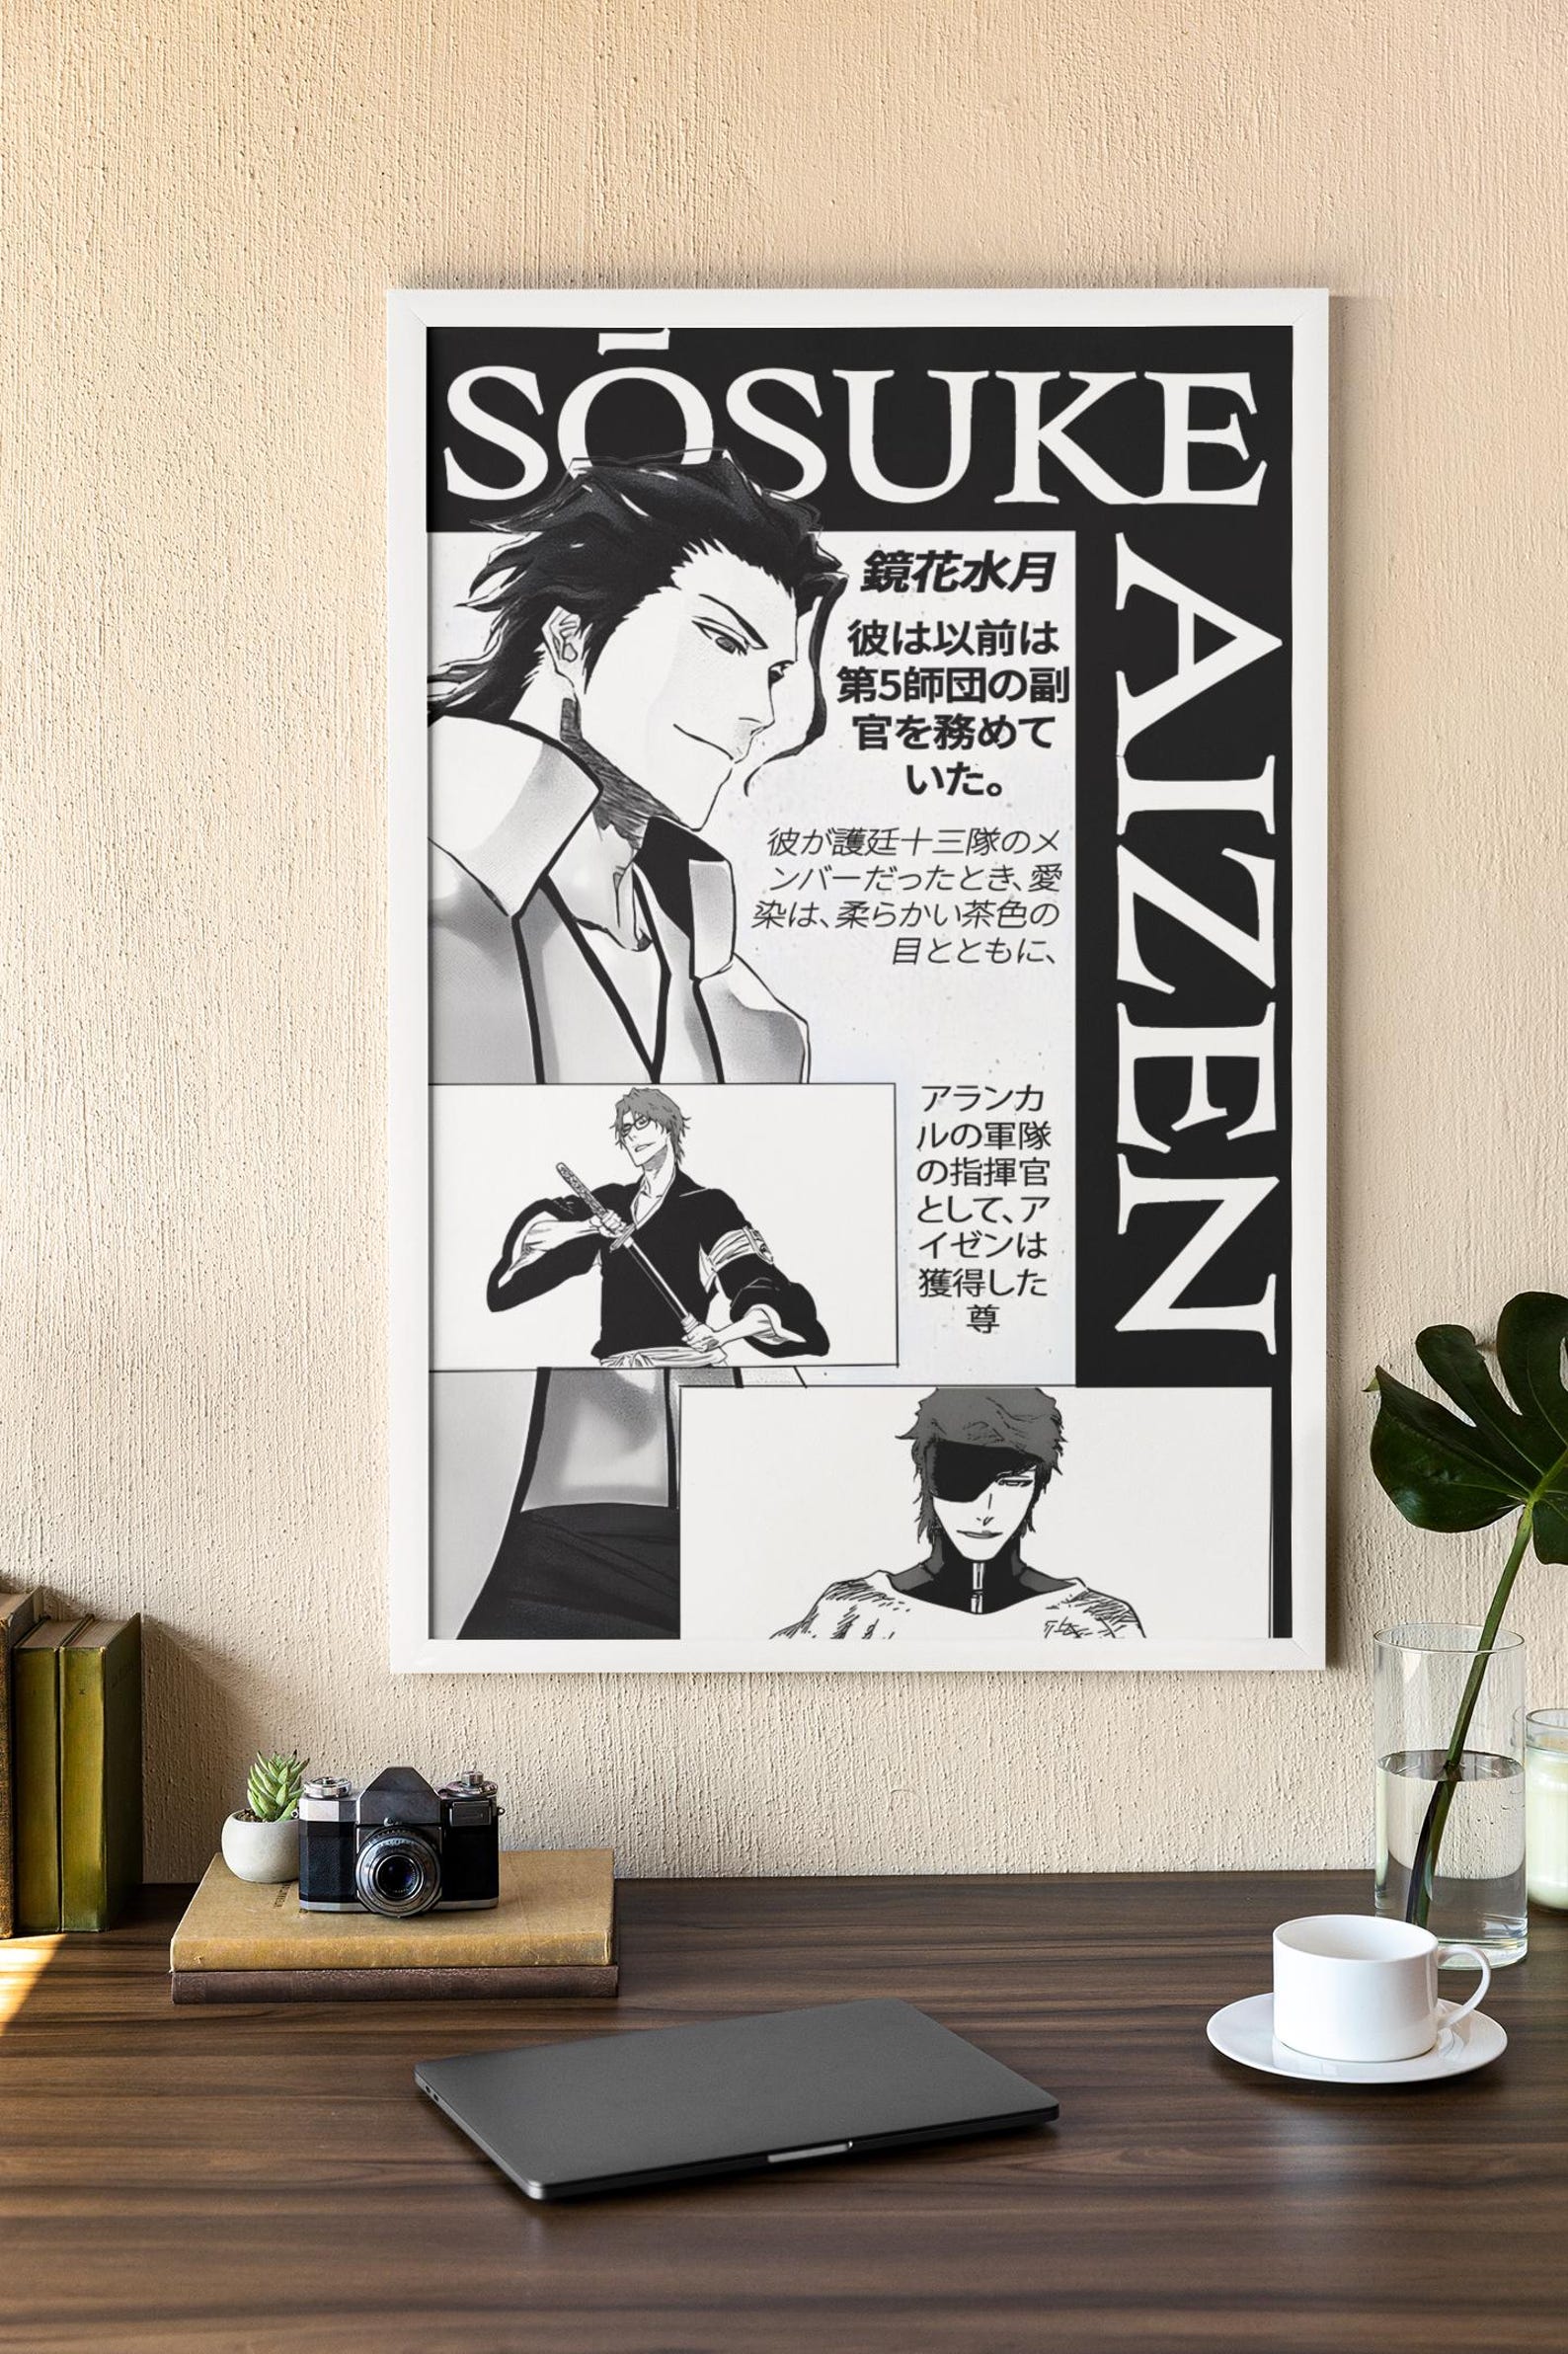 SŌSUKE
AIZEN
鏡花水月
彼は以前は
第5師団の副
官を務めて
いた。
彼が護廷十三隊のメ
ンバーだったとき、愛
染は、柔らかい茶色の
目とともに、
アランカ
ルの軍隊
の指揮官
として、ア
イゼンは
獲得した
尊